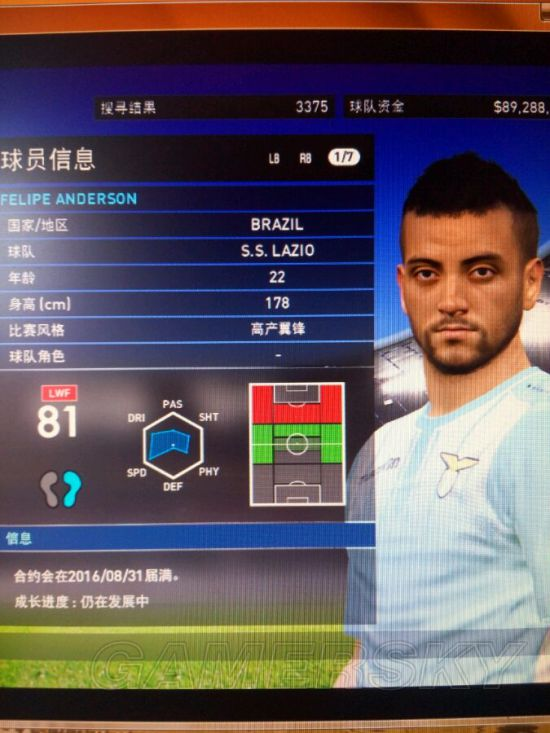 搜寻结果 3375 球队资金 $89,288,
球员信息 LB RB 1/7
FELIPE ANDERSON
国家/地区 BRAZIL
球队 S.S. LAZIO
年龄 22
身高(cm) 178
比赛风格 高产翼锋
球队角色 -
LWF
81
PAS
DRI SHT
SPD PHY
DEF
信息
合约会在2016/08/31届满。
成长进度：仍在发展中
GAMERSKY